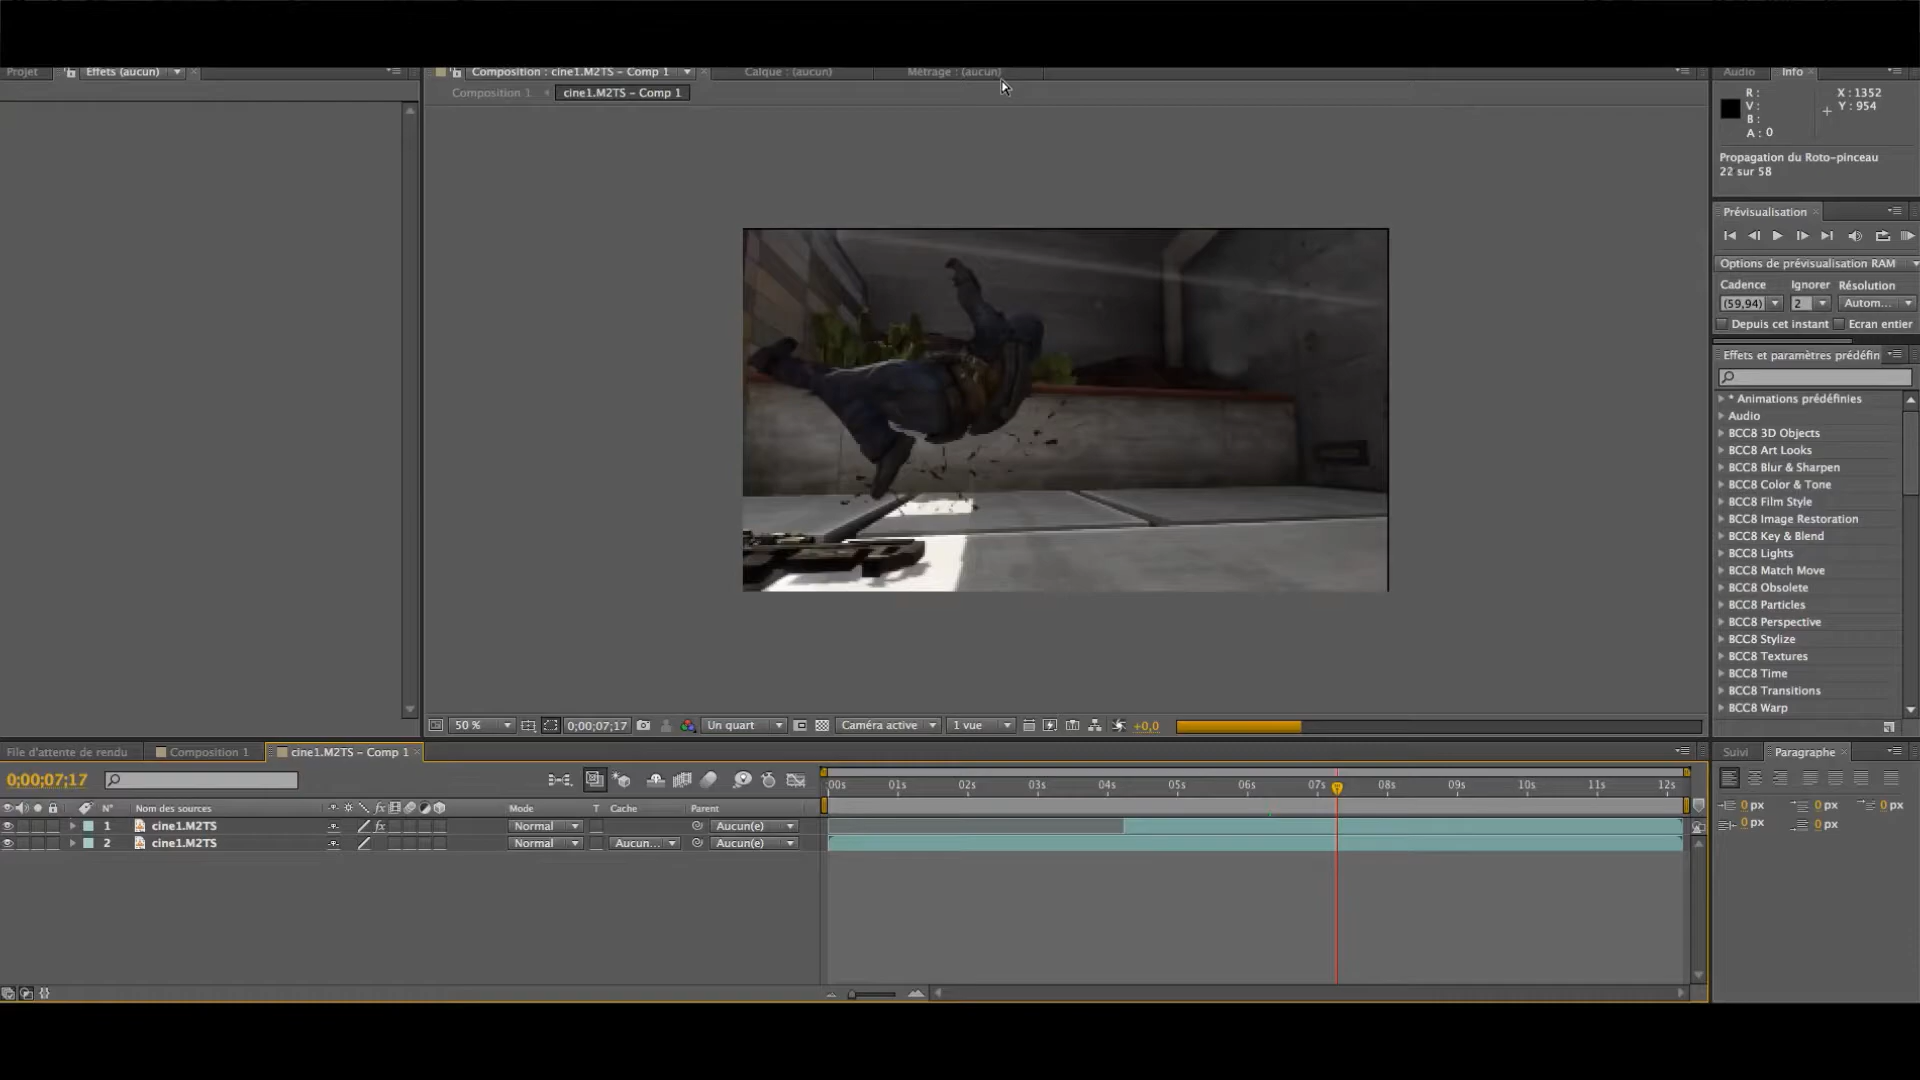 Projet Effets (aucun)
Composition : cine1.M2TS – Comp 1 Calque : (aucun) Métrage : (aucun)
Composition 1 cine1.M2TS – Comp 1
Audio Info
R :
V :
B :
A : 0
X : 1352
Y : 954
Propagation du Roto-pinceau
22 sur 58
Prévisualisation
Options de prévisualisation RAM
Cadence Ignorer Résolution
(59,94) 2 Autom...
Depuis cet instant Ecran entier
Effets et paramètres prédéfin
* Animations prédéfinies
Audio
BCC8 3D Objects
BCC8 Art Looks
BCC8 Blur & Sharpen
BCC8 Color & Tone
BCC8 Film Style
BCC8 Image Restoration
BCC8 Key & Blend
BCC8 Lights
BCC8 Match Move
BCC8 Obsolete
BCC8 Particles
BCC8 Perspective
BCC8 Stylize
BCC8 Textures
BCC8 Time
BCC8 Transitions
BCC8 Warp
50 % 0;00;07;17 Un quart Caméra active 1 vue +0,0
File d'attente de rendu Composition 1 cine1.M2TS – Comp 1
0;00;07;17
N° Nom des sources fx Mode T Cache Parent
1 cine1.M2TS fx Normal Aucun(e)
2 cine1.M2TS Normal Aucun... Aucun(e)
00s 01s 02s 03s 04s 05s 06s 07s 08s 09s 10s 11s 12s
Suivi Paragraphe
0 px 0 px 0 px
0 px 0 px